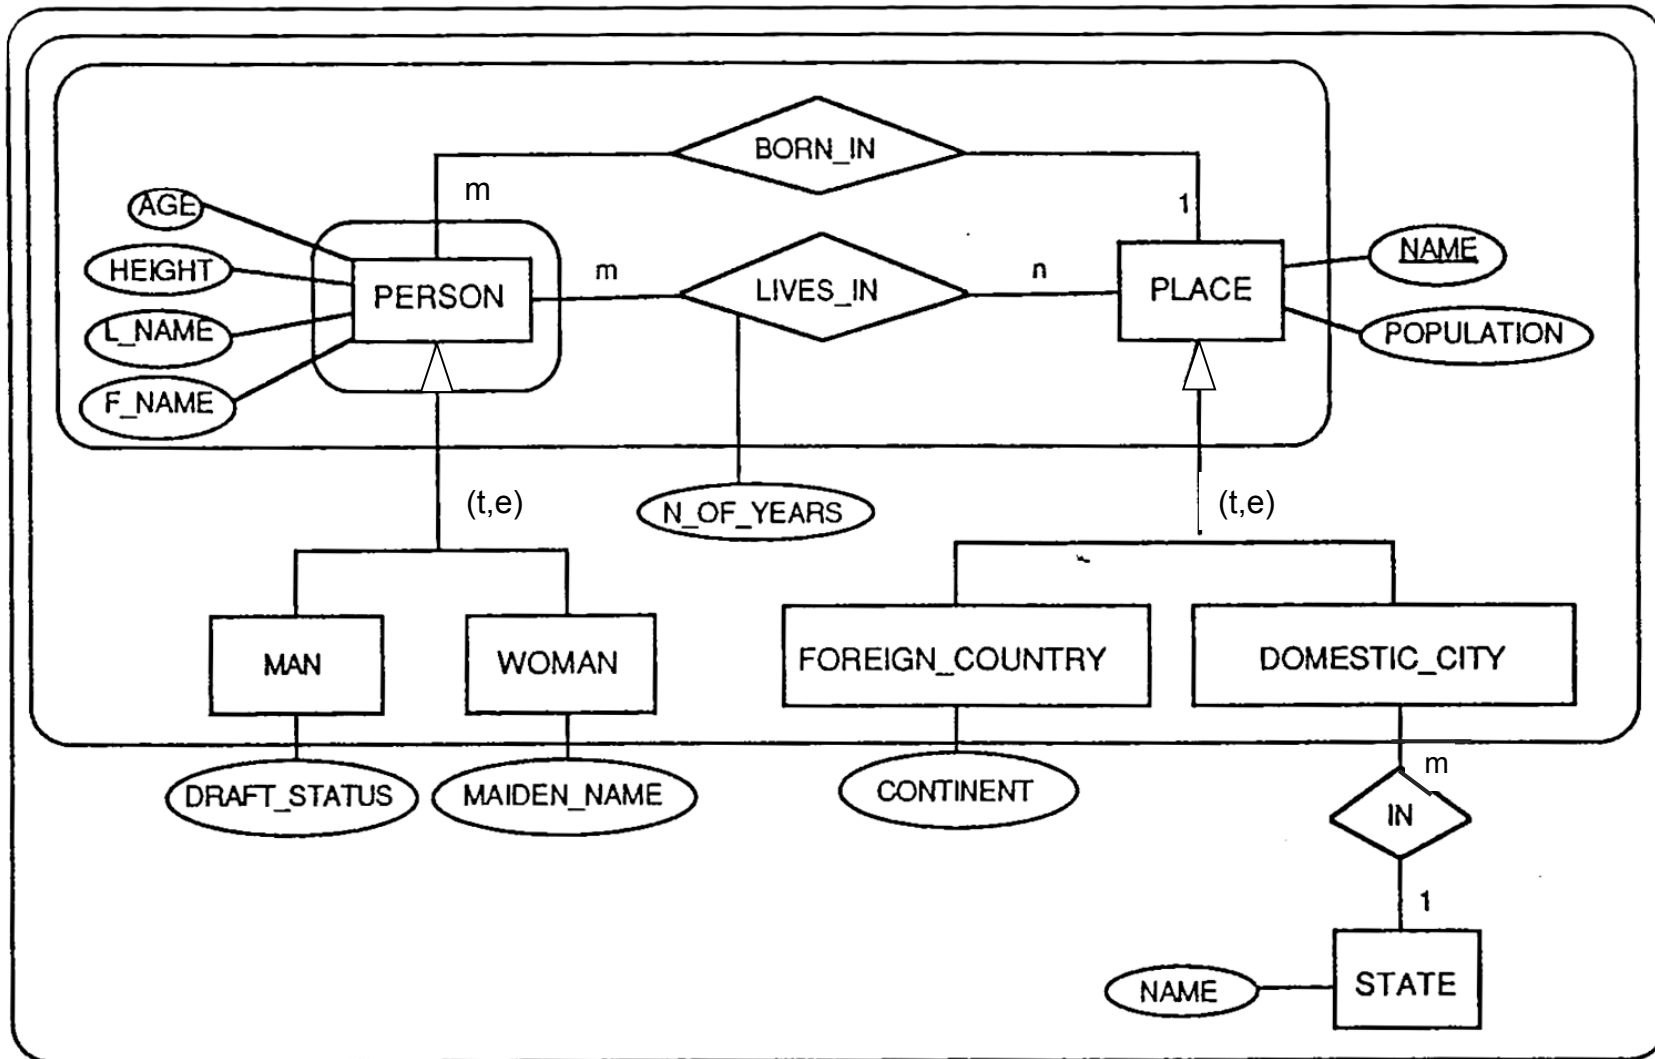 BORN_IN
m
1
AGE
HEIGHT
L_NAME
F_NAME
PERSON
m
LIVES_IN
n
PLACE
NAME
POPULATION
(t,e)
N_OF_YEARS
(t,e)
MAN
WOMAN
FOREIGN_COUNTRY
DOMESTIC_CITY
DRAFT_STATUS
MAIDEN_NAME
CONTINENT
m
IN
1
NAME
STATE